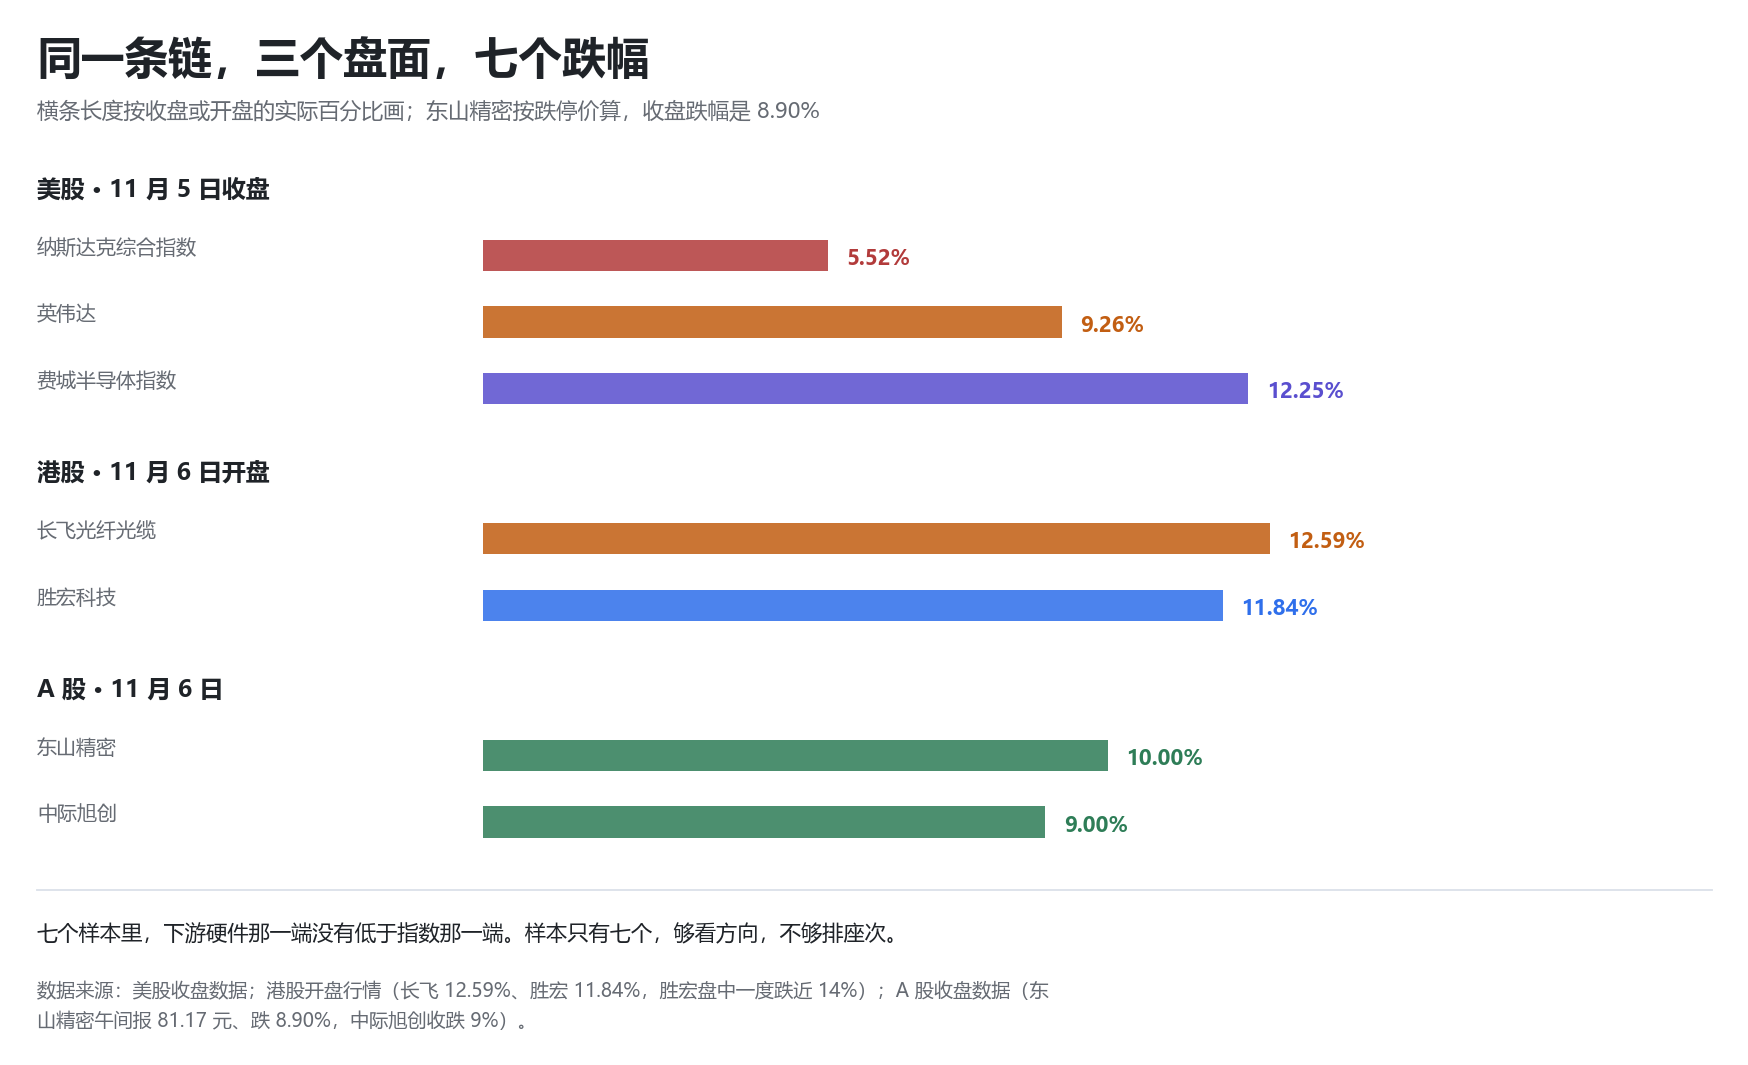 同一条链，三个盘面，七个跌幅
横条长度按收盘或开盘的实际百分比画；东山精密按跌停价算，收盘跌幅是 8.90%
美股 • 11 月 5 日收盘
纳斯达克综合指数 5.52%
英伟达 9.26%
费城半导体指数 12.25%
港股 • 11 月 6 日开盘
长飞光纤光缆 12.59%
胜宏科技 11.84%
A 股 • 11 月 6 日
东山精密 10.00%
中际旭创 9.00%
七个样本里，下游硬件那一端没有低于指数那一端。样本只有七个，够看方向，不够排座次。
数据来源：美股收盘数据；港股开盘行情（长飞 12.59%、胜宏 11.84%，胜宏盘中一度跌近 14%）；A 股收盘数据（东
山精密午间报 81.17 元、跌 8.90%，中际旭创收跌 9%）。